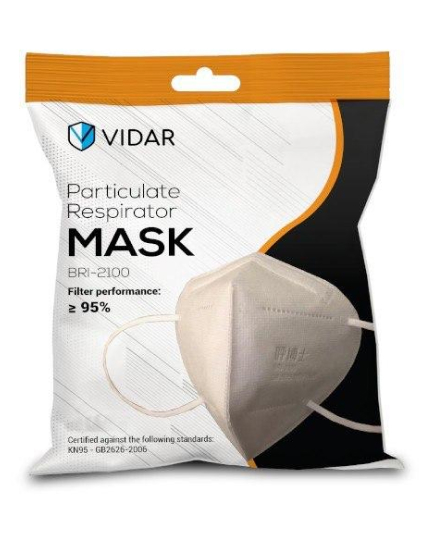 VIDAR
Particulate
Respirator
MASK
BRI-2100
Filter performance:
≥ 95%
Certified against the following standards:
KN95 - GB2626-2006